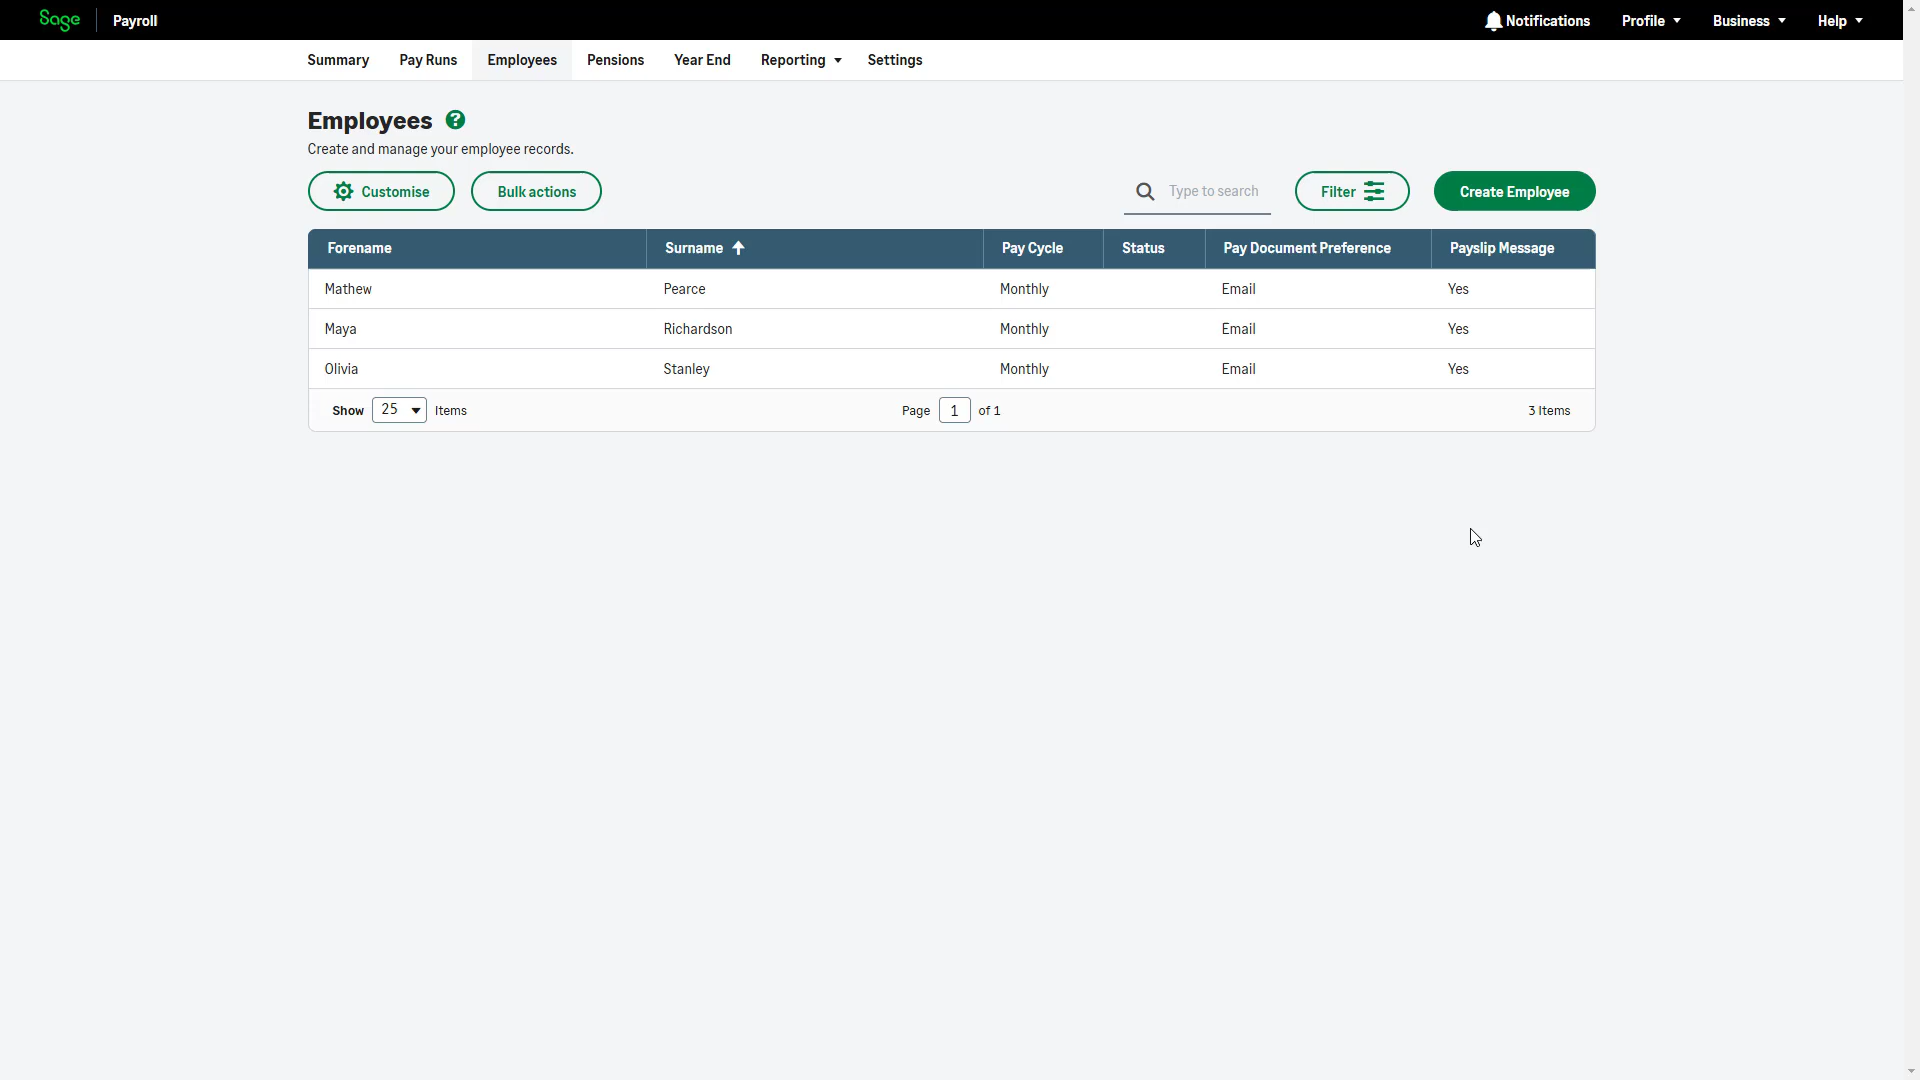 Sage Payroll Notifications Profile Business Help
Summary Pay Runs Employees Pensions Year End Reporting Settings
Employees ?
Create and manage your employee records.
Customise Bulk actions Type to search Filter Create Employee
Forename Surname Pay Cycle Status Pay Document Preference Payslip Message
Mathew Pearce Monthly Email Yes
Maya Richardson Monthly Email Yes
Olivia Stanley Monthly Email Yes
Show 25 Items Page 1 of 1 3 Items